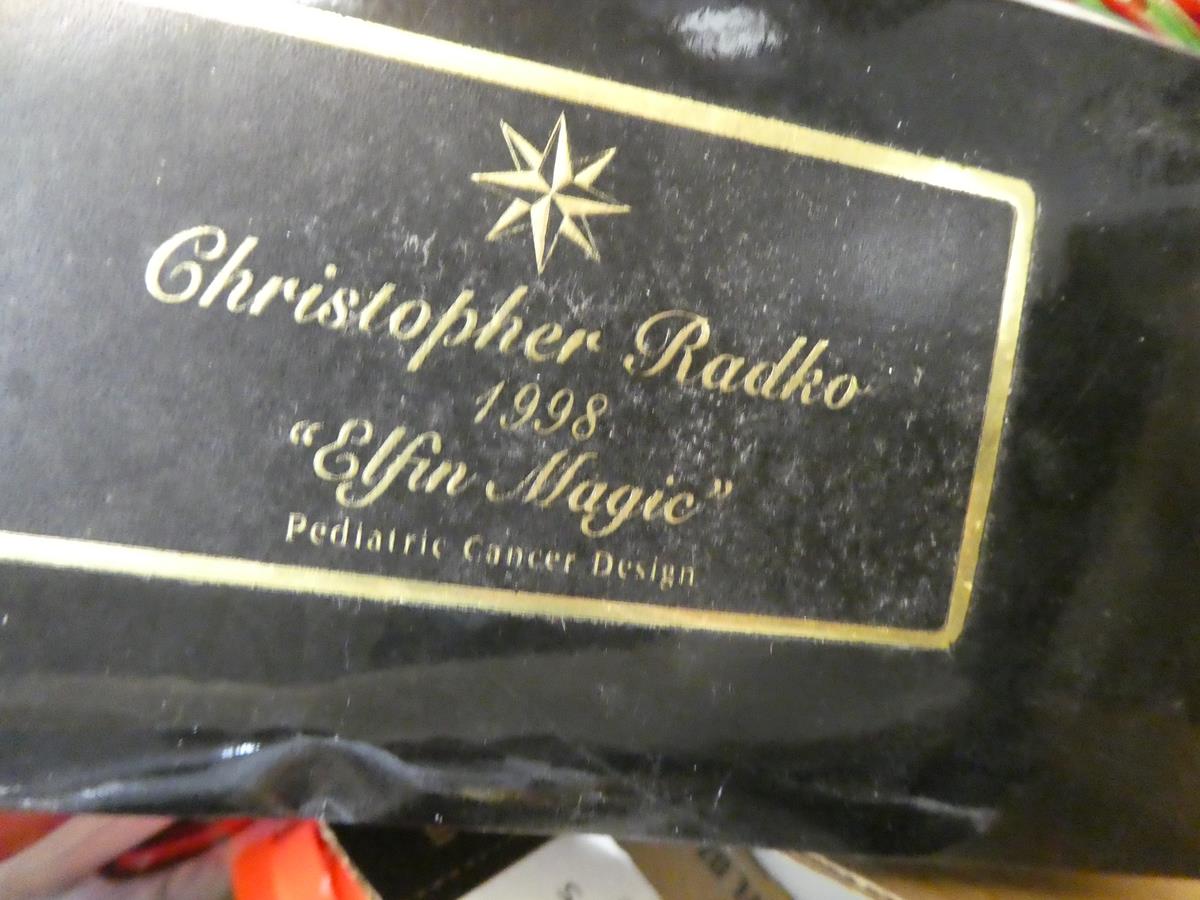 Christopher Radko
1998
“Elfin Magic”
Pediatric Cancer Design